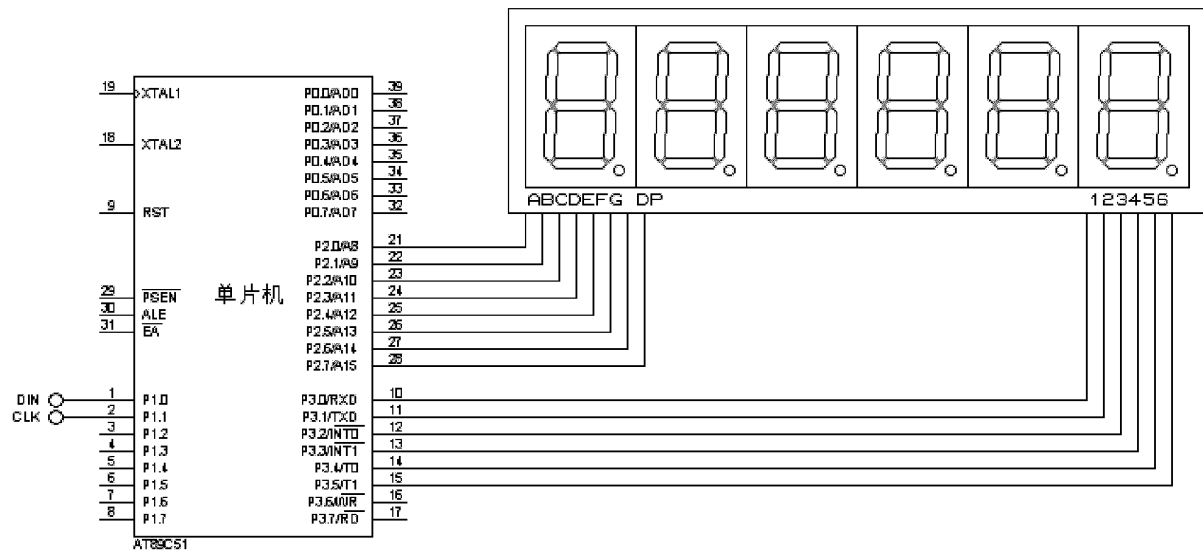 ABCDEFG DP
123456
19 XTAL1
18 XTAL2
9 RST
29 PSEN
30 ALE
31 EA
DIN 1 P1.0
CLK 2 P1.1
3 P1.2
4 P1.3
5 P1.4
6 P1.5
7 P1.6
8 P1.7
单片机
P0.0/AD0 39
P0.1/AD1 38
P0.2/AD2 37
P0.3/AD3 36
P0.4/AD4 35
P0.5/AD5 34
P0.6/AD6 33
P0.7/AD7 32
P2.0/A8 21
P2.1/A9 22
P2.2/A10 23
P2.3/A11 24
P2.4/A12 25
P2.5/A13 26
P2.6/A14 27
P2.7/A15 28
P3.0/RXD 10
P3.1/TXD 11
P3.2/INT0 12
P3.3/INT1 13
P3.4/T0 14
P3.5/T1 15
P3.6/WR 16
P3.7/RD 17
AT89C51